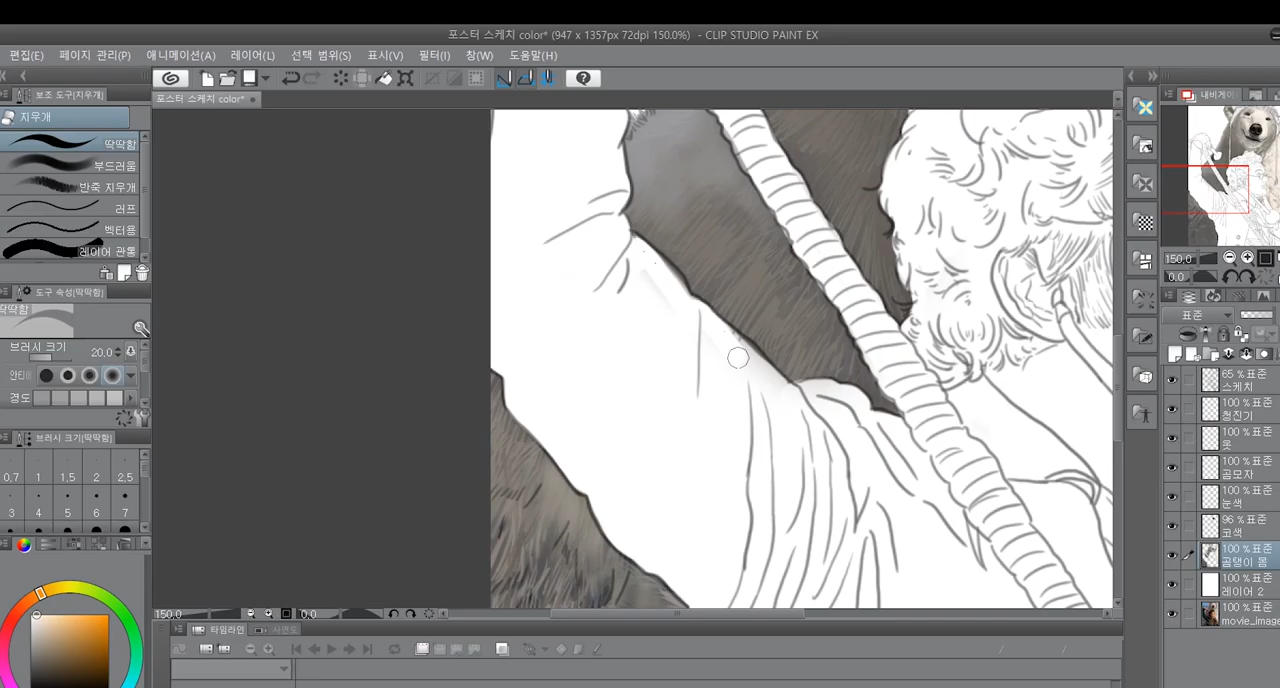 포스터 스케치 color* (947 x 1357px 72dpi 150.0%) - CLIP STUDIO PAINT EX
편집(E) 페이지 관리(P) 애니메이션(A) 레이어(L) 선택 범위(S) 표시(V) 필터(I) 창(W) 도움말(H)
보조 도구(지우개)
포스터 스케치 color*
내비게이
지우개
딱딱함
부드러움
반죽 지우개
러프
벡터용
레이어 관통
도구 속성(딱딱함)
딱딱함
브러시 크기
20.0
안티
경도
브러시 크기(딱딱함)
0.7 1 1.5 2 2.5
3 4 5 6 7
150.0
0.0
표준
65 %표준
스케치
100 %표준
청진기
100 %표준
옷
100 %표준
곰모자
100 %표준
눈색
96 %표준
코색
100 %표준
곰탱이 몸
100 %표준
레이어 2
100 %표준
movie_image
150.0 0.0
타임라인